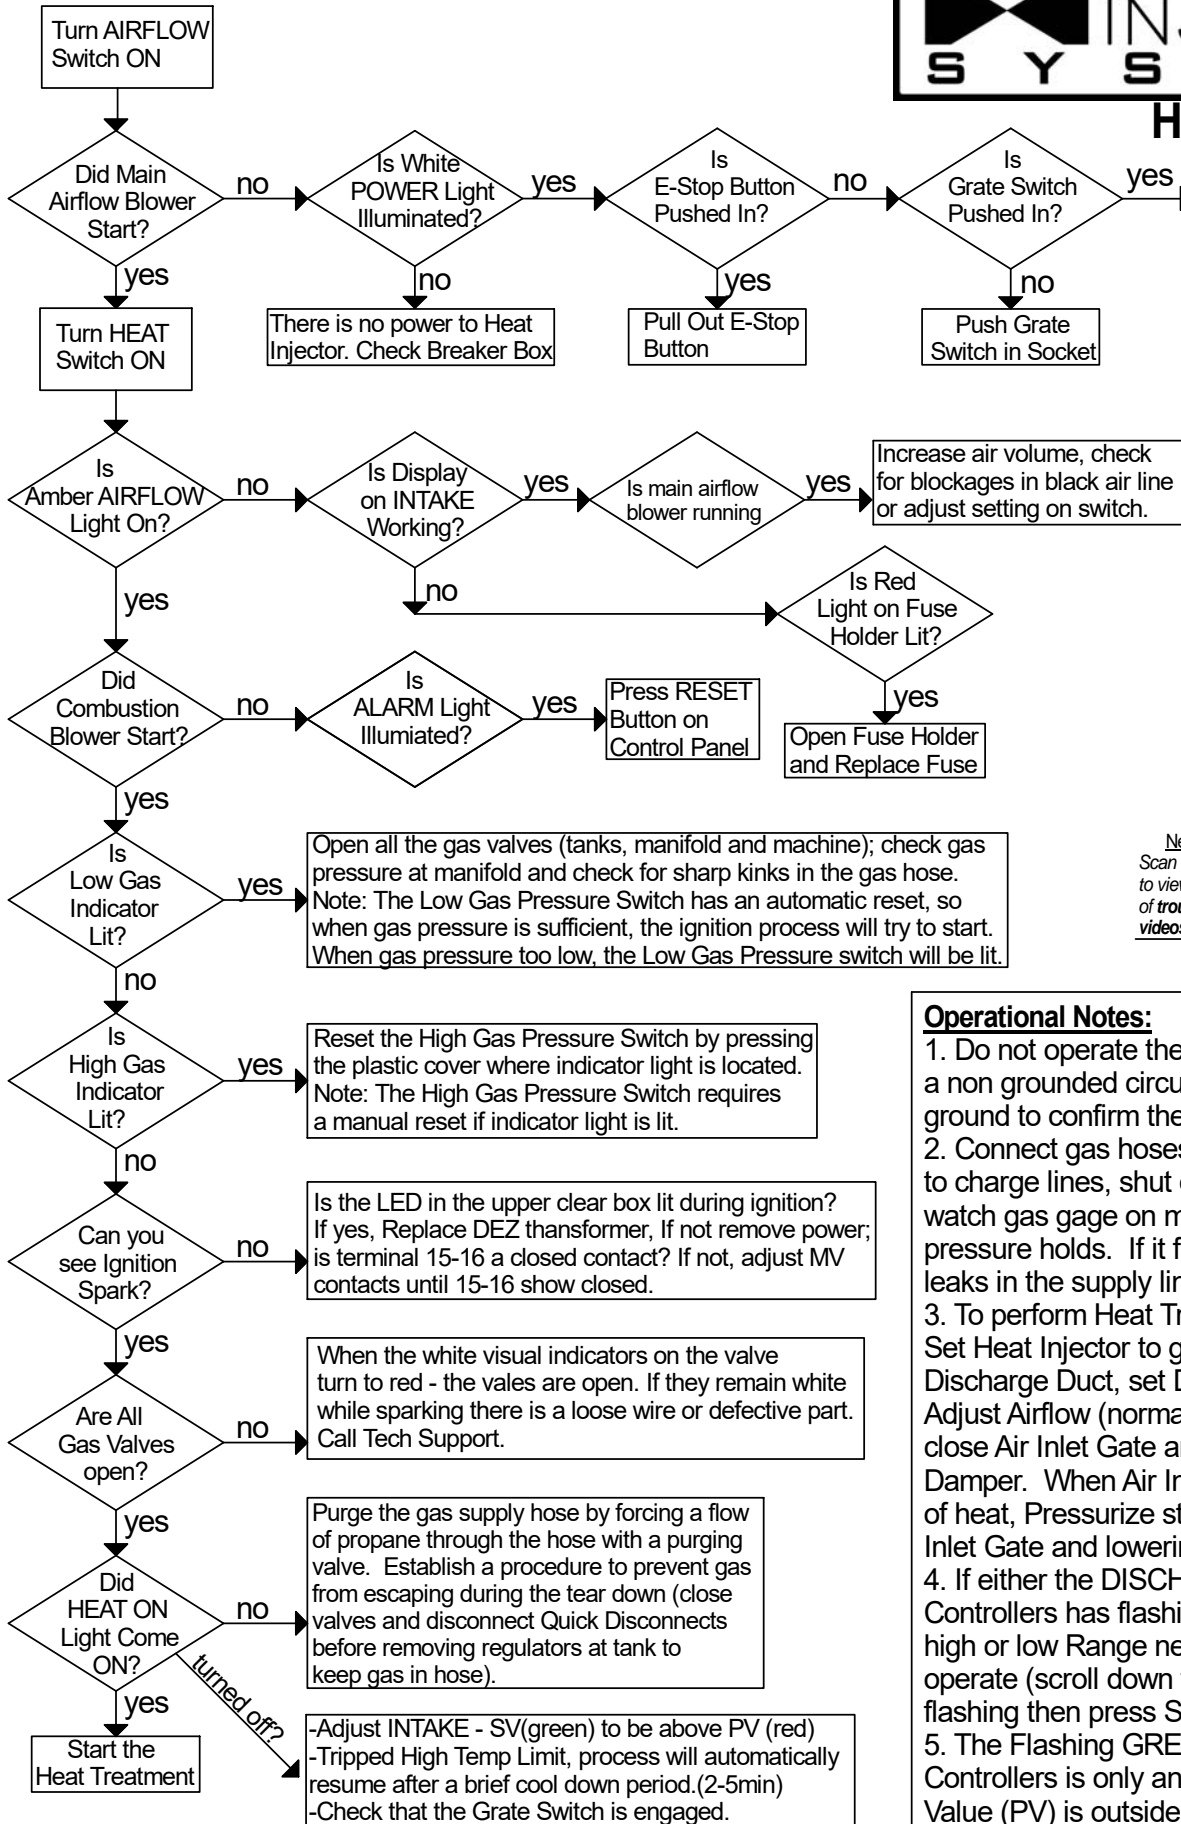 INJ
S Y S
H
Turn AIRFLOW
Switch ON
Did Main
Airflow Blower
Start?
no
Is White
POWER Light
Illuminated?
yes
Is
E-Stop Button
Pushed In?
no
Is
Grate Switch
Pushed In?
yes
yes
no
yes
no
Turn HEAT
Switch ON
There is no power to Heat
Injector. Check Breaker Box
Pull Out E-Stop
Button
Push Grate
Switch in Socket
Is
Amber AIRFLOW
Light On?
no
Is Display
on INTAKE
Working?
yes
Is main airflow
blower running
yes
Increase air volume, check
for blockages in black air line
or adjust setting on switch.
yes
no
Is Red
Light on Fuse
Holder Lit?
yes
Open Fuse Holder
and Replace Fuse
Did
Combustion
Blower Start?
no
Is
ALARM Light
Illumiated?
yes
Press RESET
Button on
Control Panel
yes
Is
Low Gas
Indicator
Lit?
yes
Open all the gas valves (tanks, manifold and machine); check gas
pressure at manifold and check for sharp kinks in the gas hose.
Note: The Low Gas Pressure Switch has an automatic reset, so
when gas pressure is sufficient, the ignition process will try to start.
When gas pressure too low, the Low Gas Pressure switch will be lit.
Scan
to view
of trou
videos
no
Is
High Gas
Indicator
Lit?
yes
Reset the High Gas Pressure Switch by pressing
the plastic cover where indicator light is located.
Note: The High Gas Pressure Switch requires
a manual reset if indicator light is lit.
no
Can you
see Ignition
Spark?
no
Is the LED in the upper clear box lit during ignition?
If yes, Replace DEZ thansformer, If not remove power;
is terminal 15-16 a closed contact? If not, adjust MV
contacts until 15-16 show closed.
yes
Are All
Gas Valves
open?
no
When the white visual indicators on the valve
turn to red - the vales are open. If they remain white
while sparking there is a loose wire or defective part.
Call Tech Support.
yes
Did
HEAT ON
Light Come
ON?
no
Purge the gas supply hose by forcing a flow
of propane through the hose with a purging
valve. Establish a procedure to prevent gas
from escaping during the tear down (close
valves and disconnect Quick Disconnects
before removing regulators at tank to
keep gas in hose).
turned off?
yes
Start the
Heat Treatment
-Adjust INTAKE - SV(green) to be above PV (red)
-Tripped High Temp Limit, process will automatically
resume after a brief cool down period.(2-5min)
-Check that the Grate Switch is engaged.
Operational Notes:
1. Do not operate the
a non grounded circu
ground to confirm the
2. Connect gas hoses
to charge lines, shut
watch gas gage on m
pressure holds. If it f
leaks in the supply lin
3. To perform Heat Tr
Set Heat Injector to g
Discharge Duct, set D
Adjust Airflow (norma
close Air Inlet Gate a
Damper. When Air In
of heat, Pressurize st
Inlet Gate and lowerin
4. If either the DISCH
Controllers has flashi
high or low Range ne
operate (scroll down
flashing then press S
5. The Flashing GRE
Controllers is only an
Value (PV) is outside